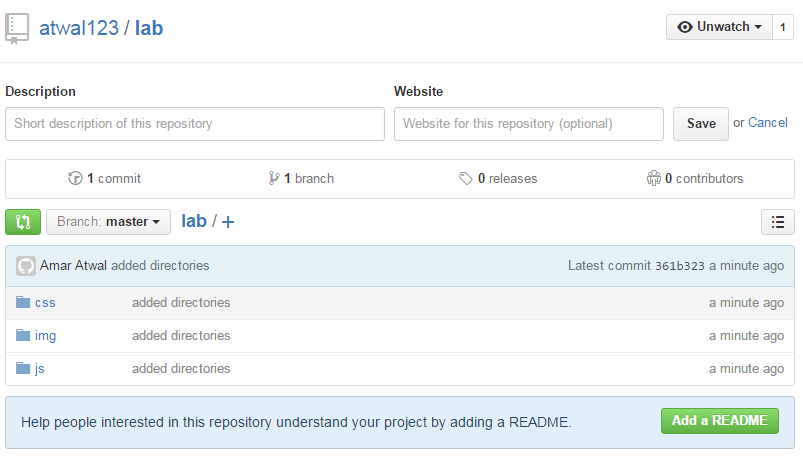 atwal123 / lab Unwatch 1
Description Website
Short description of this repository Website for this repository (optional) Save or Cancel
1 commit 1 branch 0 releases 0 contributors
Branch: master lab / +
Amar Atwal added directories Latest commit 361b323 a minute ago
css added directories a minute ago
img added directories a minute ago
js added directories a minute ago
Help people interested in this repository understand your project by adding a README. Add a README